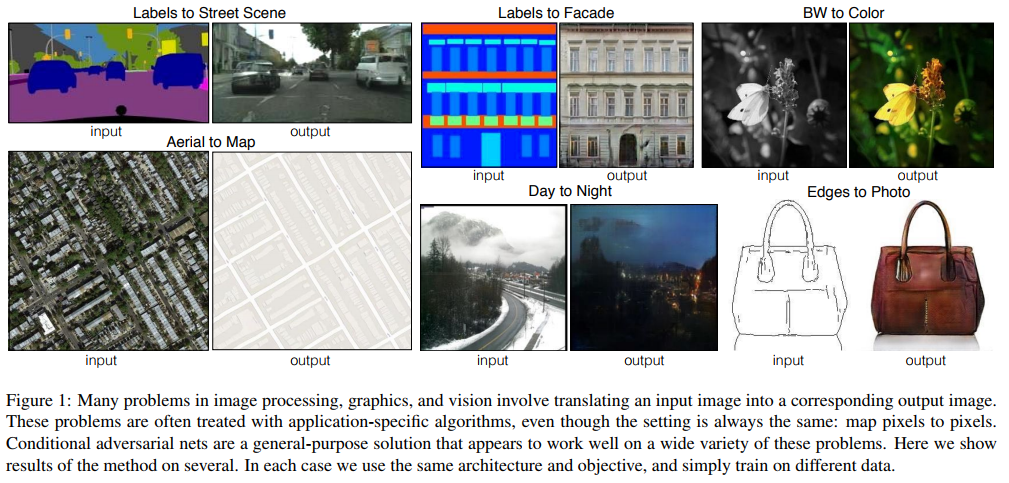 Labels to Street Scene
input
output
Aerial to Map
input
output
Labels to Facade
input
output
BW to Color
input
output
Day to Night
input
output
Edges to Photo
input
output
Figure 1: Many problems in image processing, graphics, and vision involve translating an input image into a corresponding output image.
These problems are often treated with application-specific algorithms, even though the setting is always the same: map pixels to pixels.
Conditional adversarial nets are a general-purpose solution that appears to work well on a wide variety of these problems. Here we show
results of the method on several. In each case we use the same architecture and objective, and simply train on different data.